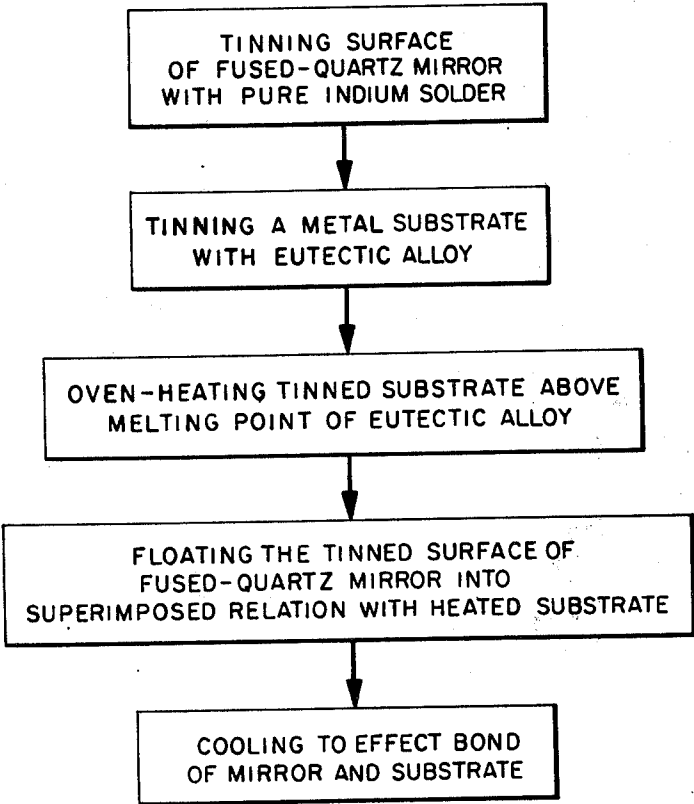 TINNING SURFACE
OF FUSED-QUARTZ MIRROR
WITH PURE INDIUM SOLDER
TINNING A METAL SUBSTRATE
WITH EUTECTIC ALLOY
OVEN-HEATING TINNED SUBSTRATE ABOVE
MELTING POINT OF EUTECTIC ALLOY
FLOATING THE TINNED SURFACE OF
FUSED-QUARTZ MIRROR INTO
SUPERIMPOSED RELATION WITH HEATED SUBSTRATE
COOLING TO EFFECT BOND
OF MIRROR AND SUBSTRATE